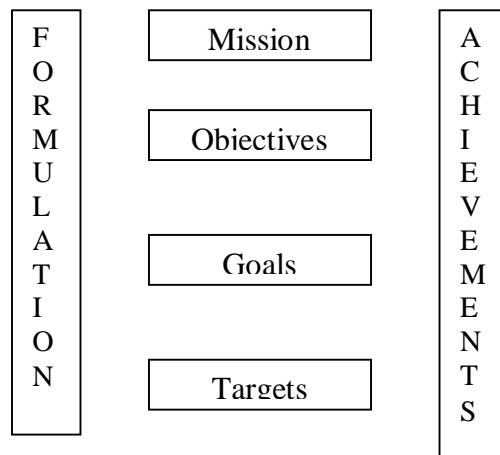 FORMULATION
Mission
Objectives
Goals
Targets
ACHIEVEMENTS